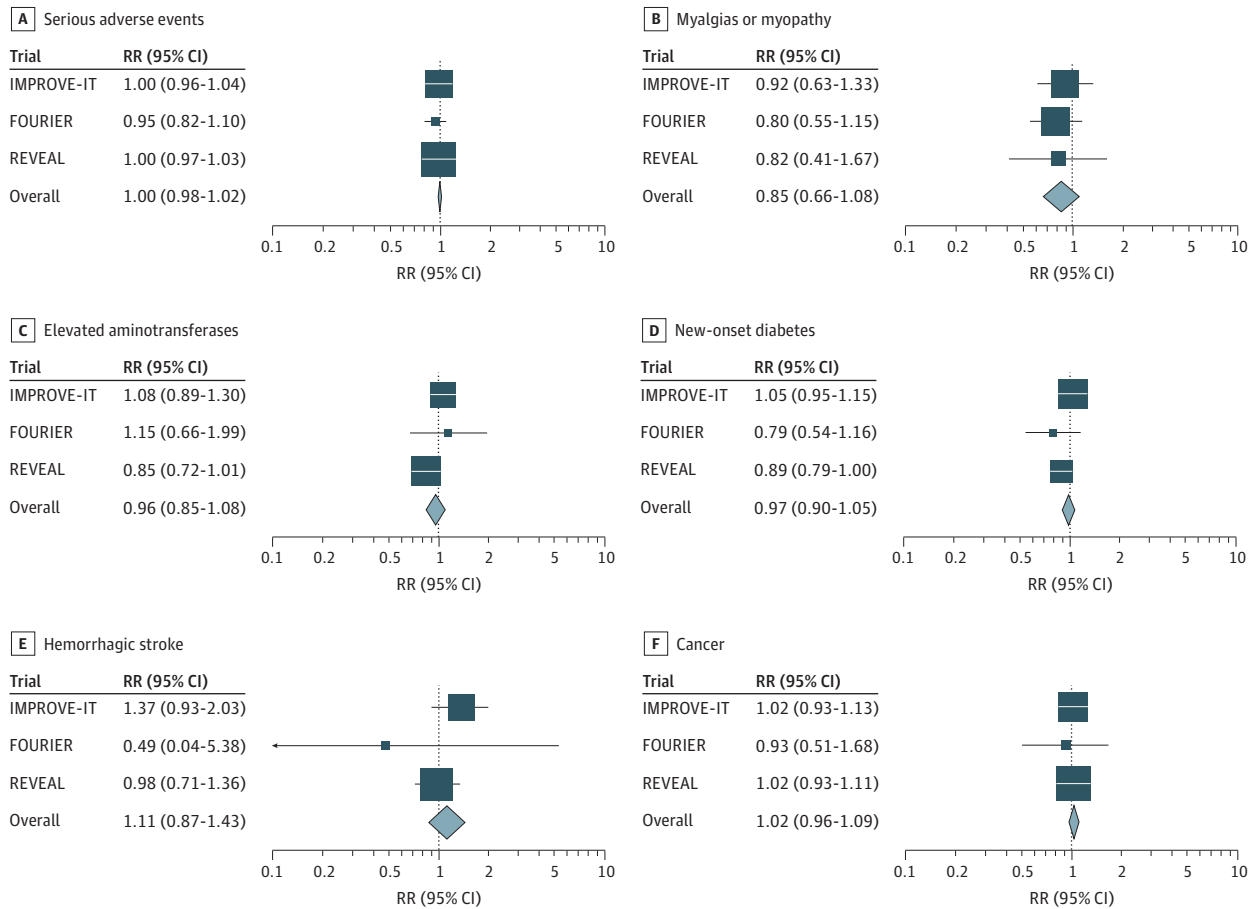 A Serious adverse events
Trial RR (95% CI)
IMPROVE-IT 1.00 (0.96-1.04)
FOURIER 0.95 (0.82-1.10)
REVEAL 1.00 (0.97-1.03)
Overall 1.00 (0.98-1.02)
0.1 0.2 0.5 1 2 5 10
RR (95% CI)
B Myalgias or myopathy
Trial RR (95% CI)
IMPROVE-IT 0.92 (0.63-1.33)
FOURIER 0.80 (0.55-1.15)
REVEAL 0.82 (0.41-1.67)
Overall 0.85 (0.66-1.08)
0.1 0.2 0.5 1 2 5 10
RR (95% CI)
C Elevated aminotransferases
Trial RR (95% CI)
IMPROVE-IT 1.08 (0.89-1.30)
FOURIER 1.15 (0.66-1.99)
REVEAL 0.85 (0.72-1.01)
Overall 0.96 (0.85-1.08)
0.1 0.2 0.5 1 2 5 10
RR (95% CI)
D New-onset diabetes
Trial RR (95% CI)
IMPROVE-IT 1.05 (0.95-1.15)
FOURIER 0.79 (0.54-1.16)
REVEAL 0.89 (0.79-1.00)
Overall 0.97 (0.90-1.05)
0.1 0.2 0.5 1 2 5 10
RR (95% CI)
E Hemorrhagic stroke
Trial RR (95% CI)
IMPROVE-IT 1.37 (0.93-2.03)
FOURIER 0.49 (0.04-5.38)
REVEAL 0.98 (0.71-1.36)
Overall 1.11 (0.87-1.43)
0.1 0.2 0.5 1 2 5 10
RR (95% CI)
F Cancer
Trial RR (95% CI)
IMPROVE-IT 1.02 (0.93-1.13)
FOURIER 0.93 (0.51-1.68)
REVEAL 1.02 (0.93-1.11)
Overall 1.02 (0.96-1.09)
0.1 0.2 0.5 1 2 5 10
RR (95% CI)